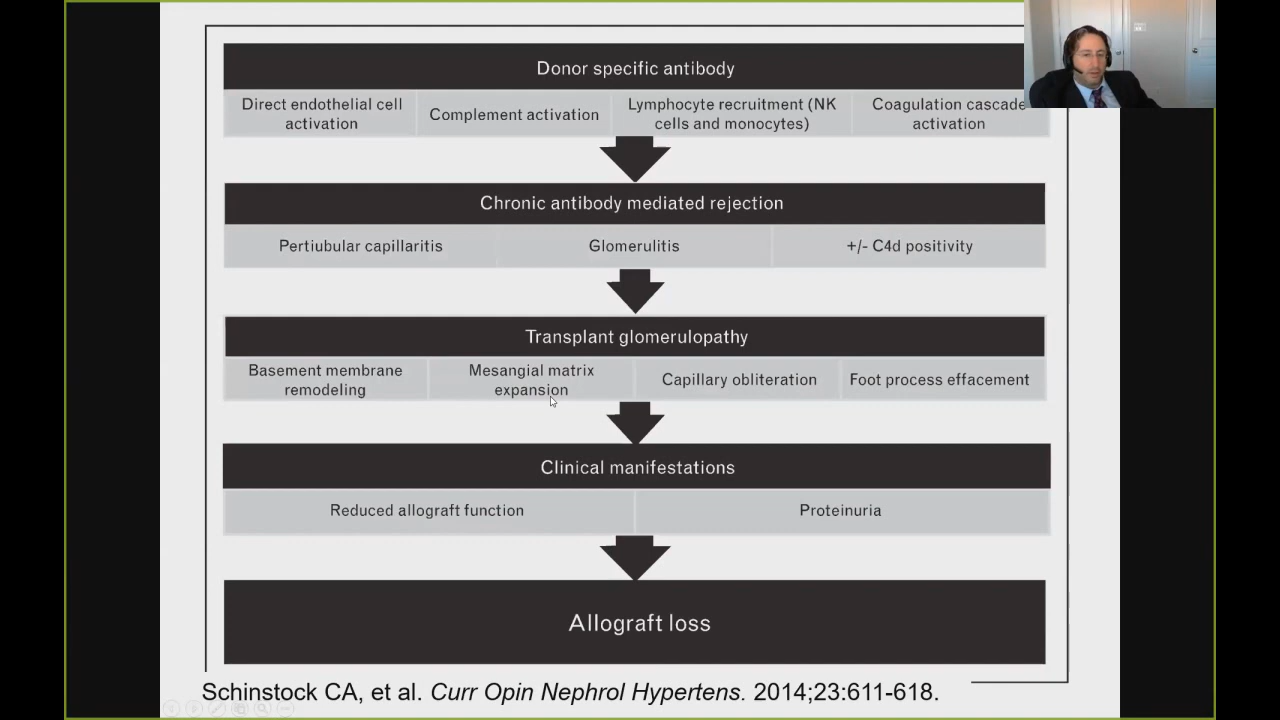 Donor specific antibody
Direct endothelial cell
activation
Complement activation
Lymphocyte recruitment (NK
cells and monocytes)
Coagulation cascade
activation
Chronic antibody mediated rejection
Pertiubular capillaritis
Glomerulitis
+/- C4d positivity
Transplant glomerulopathy
Basement membrane
remodeling
Mesangial matrix
expansion
Capillary obliteration
Foot process effacement
Clinical manifestations
Reduced allograft function
Proteinuria
Allograft loss
Schinstock CA, et al. Curr Opin Nephrol Hypertens. 2014;23:611-618.